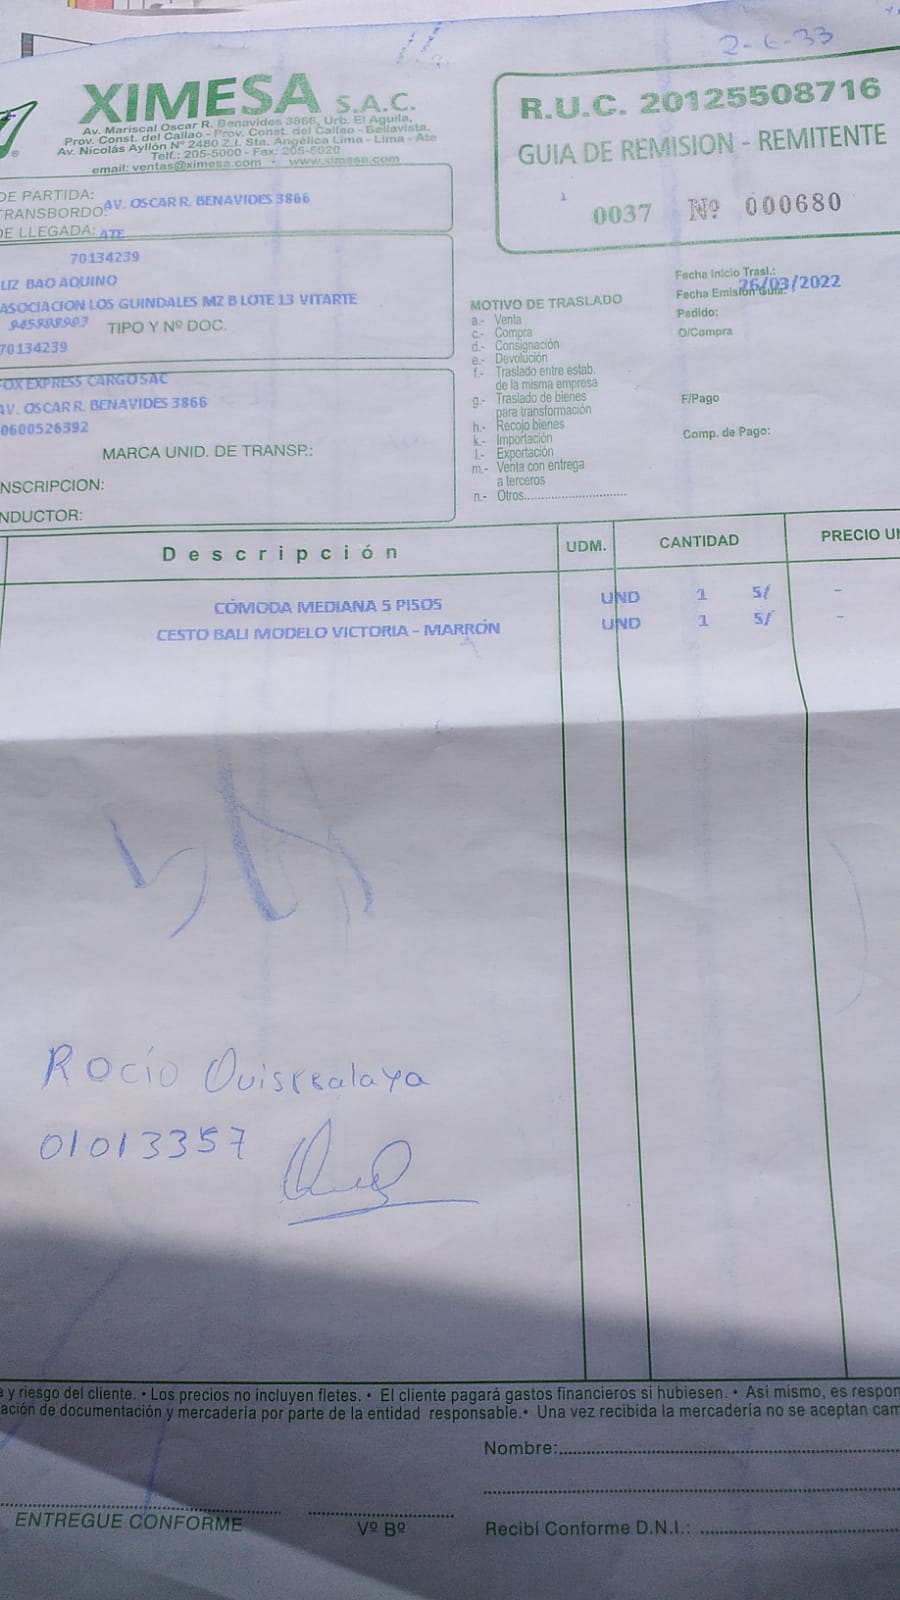 2-6-33
XIMESA S.A.C.
Av. Mariscal Oscar R. Benavides 3866, Urb. El Aguila,
Prov. Const. del Callao - Prov. Const. del Callao - Bellavista.
Av. Nicolás Ayllón Nº 2480 Z.I. Sta. Angélica Lima - Lima - Ate
Telf.: 205-5000 - Fax: 205-5020
email: ventas@ximesa.com • www.ximesa.com
R.U.C. 20125508716
GUIA DE REMISION - REMITENTE
1
0037 Nº 000680
DE PARTIDA:
TRANSBORDO: AV. OSCAR R. BENAVIDES 3866
DE LLEGADA: ATE
70134239
LIZ BAO AQUINO
ASOCIACION LOS GUINDALES MZ B LOTE 13 VITARTE
945808903 TIPO Y Nº DOC.
70134239
FOX EXPRESS CARGO SAC
AV. OSCAR R. BENAVIDES 3866
0600526392
MARCA UNID. DE TRANSP.:
NSCRIPCION:
NDUCTOR:
MOTIVO DE TRASLADO
a.- Venta
c.- Compra
d.- Consignación
e.- Devolución
f.- Traslado entre estab.
de la misma empresa
g.- Traslado de bienes
para transformación
h.- Recojo bienes
k.- Importación
l.- Exportación
m.- Venta con entrega
a terceros
n.- Otros..............................
Fecha Inicio Trasl.:
Fecha Emisión Guía: 26/03/2022
Pedido:
O/Compra
F/Pago
Comp. de Pago:
Descripción UDM. CANTIDAD PRECIO UN
CÓMODA MEDIANA 5 PISOS UND 1 S/ -
CESTO BALI MODELO VICTORIA - MARRÓN UND 1 S/ -
Rocío
01013357
a y riesgo del cliente. • Los precios no incluyen fletes. • El cliente pagará gastos financieros si hubiesen. • Asi mismo, es respon
ación de documentación y mercadería por parte de la entidad responsable. • Una vez recibida la mercadería no se aceptan cam
Nombre:
ENTREGUE CONFORME
Vº Bº
Recibí Conforme D.N.I.: